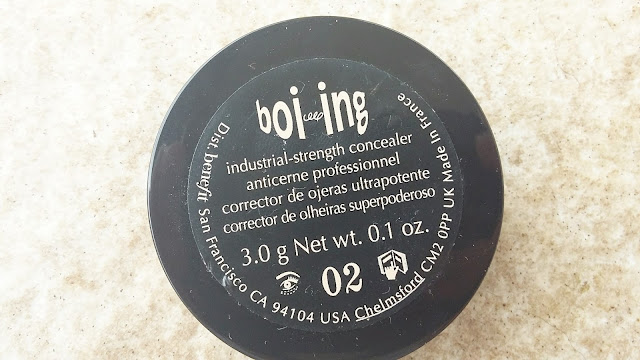 boi-ing
industrial-strength concealer
anticerne professionnel
corrector de ojeras ultrapotente
corrector de olheiras superpoderoso
3.0 g Net wt. 0.1 oz.
02
Dist. benefit San Francisco CA 94104 USA Chelmsford CM2 0PP UK Made In France